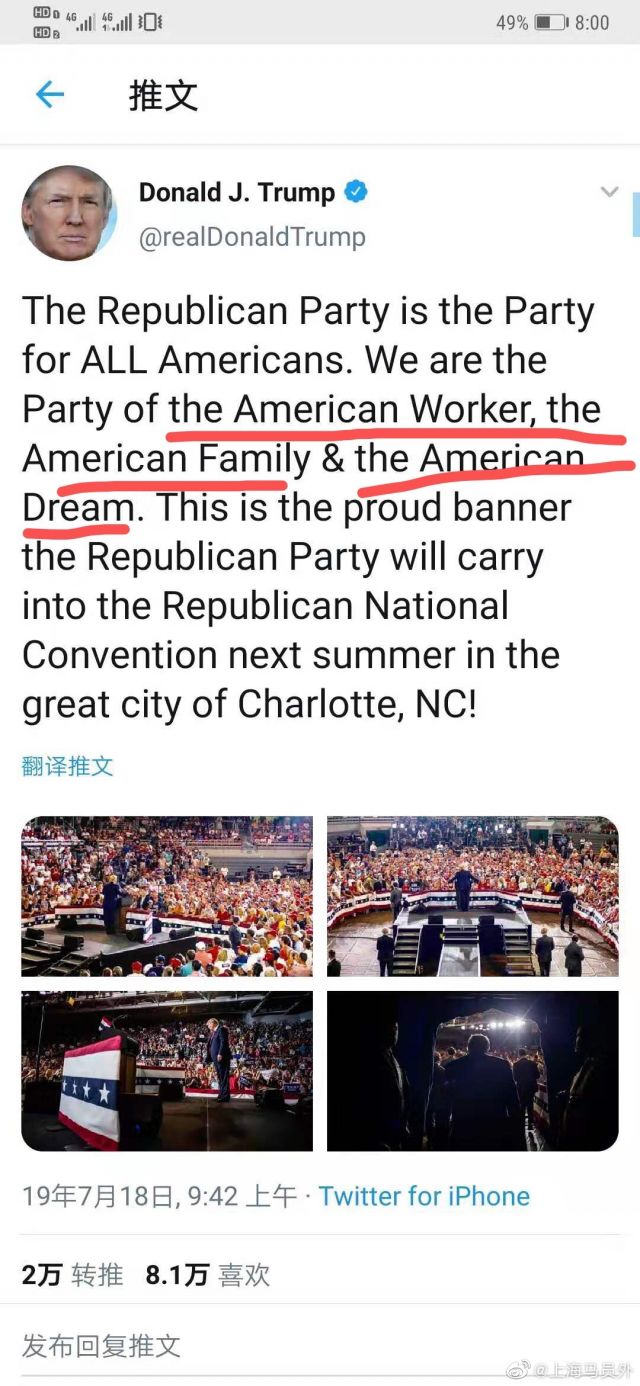 HD 1 4G 4G 49% 8:00
HD 2
推文
Donald J. Trump
@realDonaldTrump
The Republican Party is the Party
for ALL Americans. We are the
Party of the American Worker, the
American Family & the American
Dream. This is the proud banner
the Republican Party will carry
into the Republican National
Convention next summer in the
great city of Charlotte, NC!
翻译推文
19年7月18日, 9:42 上午 · Twitter for iPhone
2万 转推 8.1万 喜欢
发布回复推文
@上海马员外